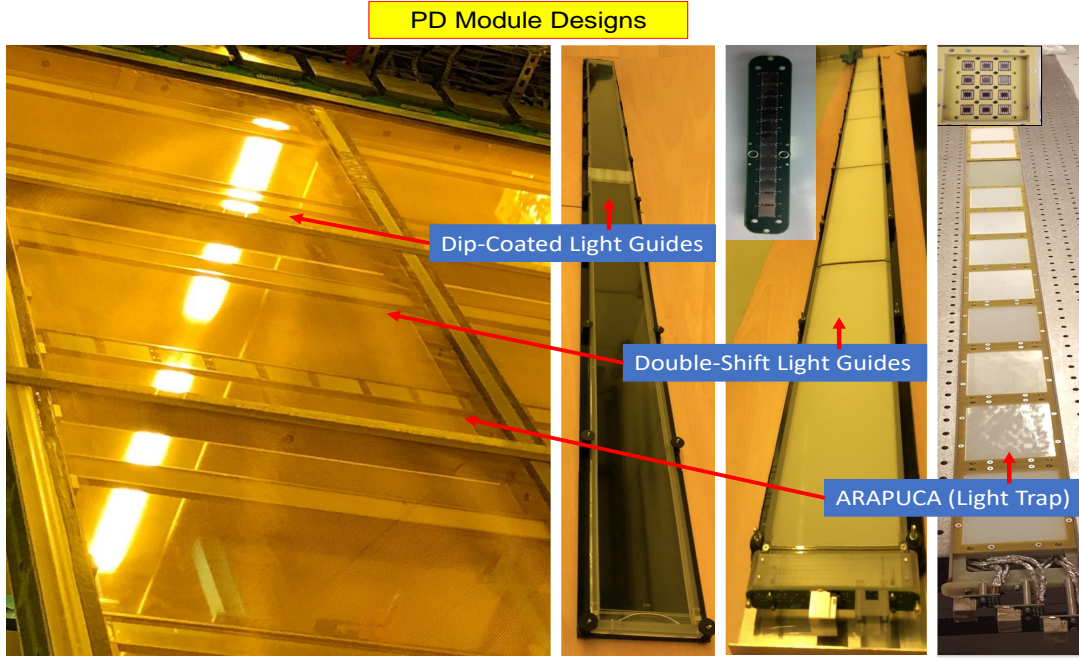 PD Module Designs
Dip-Coated Light Guides
Double-Shift Light Guides
ARAPUCA (Light Trap)